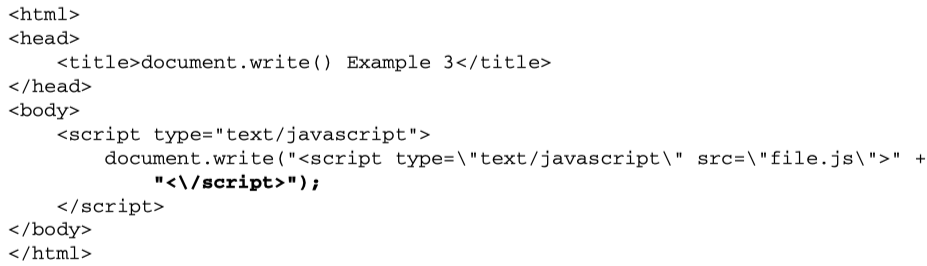 <html>
<head>
    <title>document.write() Example 3</title>
</head>
<body>
    <script type="text/javascript">
        document.write("<script type=\"text/javascript\" src=\"file.js\">" +
            "<\/script>");
    </script>
</body>
</html>